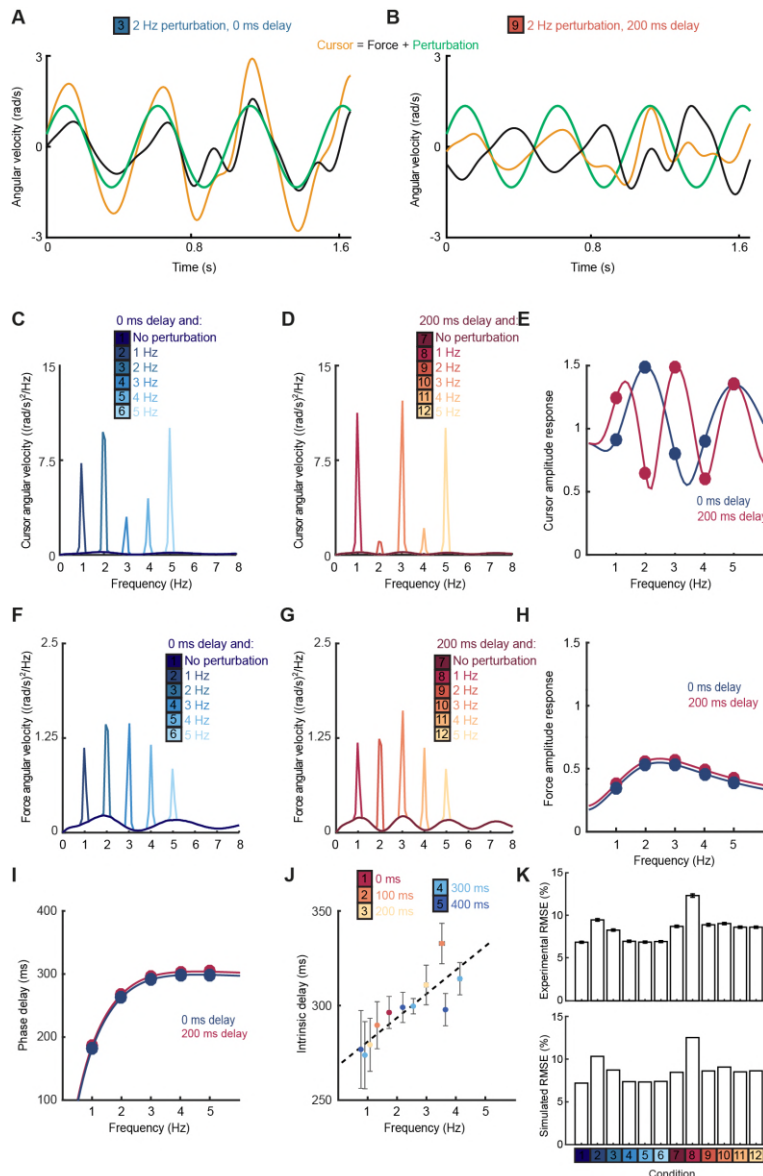 A
3 2 Hz perturbation, 0 ms delay
B
9 2 Hz perturbation, 200 ms delay
Cursor = Force + Perturbation
Angular velocity (rad/s)
3
0
-3
0 0.8 1.6
Time (s)
Angular velocity (rad/s)
3
0
-3
0 0.8 1.6
Time (s)
C
0 ms delay and:
1 No perturbation
2 1 Hz
3 2 Hz
4 3 Hz
5 4 Hz
6 5 Hz
Cursor angular velocity ((rad/s)²/Hz)
15
7.5
0
0 1 2 3 4 5 6 7 8
Frequency (Hz)
D
200 ms delay and:
7 No perturbation
8 1 Hz
9 2 Hz
10 3 Hz
11 4 Hz
12 5 Hz
Cursor angular velocity ((rad/s)²/Hz)
15
7.5
0
0 1 2 3 4 5 6 7 8
Frequency (Hz)
E
Cursor amplitude response
1.5
1
0.5
0
0 ms delay
200 ms delay
1 2 3 4 5
Frequency (Hz)
F
0 ms delay and:
1 No perturbation
2 1 Hz
3 2 Hz
4 3 Hz
5 4 Hz
6 5 Hz
Force angular velocity ((rad/s)²/Hz)
2.5
1.25
0
0 1 2 3 4 5 6 7 8
Frequency (Hz)
G
200 ms delay and:
7 No perturbation
8 1 Hz
9 2 Hz
10 3 Hz
11 4 Hz
12 5 Hz
Force angular velocity ((rad/s)²/Hz)
2.5
1.25
0
0 1 2 3 4 5 6 7 8
Frequency (Hz)
H
Force amplitude response
1.5
1
0.5
0
0 ms delay
200 ms delay
1 2 3 4 5
Frequency (Hz)
I
Phase delay (ms)
400
300
200
100
0 ms delay
200 ms delay
1 2 3 4 5
Frequency (Hz)
J
1 0 ms
2 100 ms
3 200 ms
4 300 ms
5 400 ms
Intrinsic delay (ms)
350
300
250
1 2 3 4 5
Frequency (Hz)
K
Experimental RMSE (%)
15
10
5
0
Simulated RMSE (%)
15
10
5
0
1 2 3 4 5 6 7 8 9 10 11 12
Condition